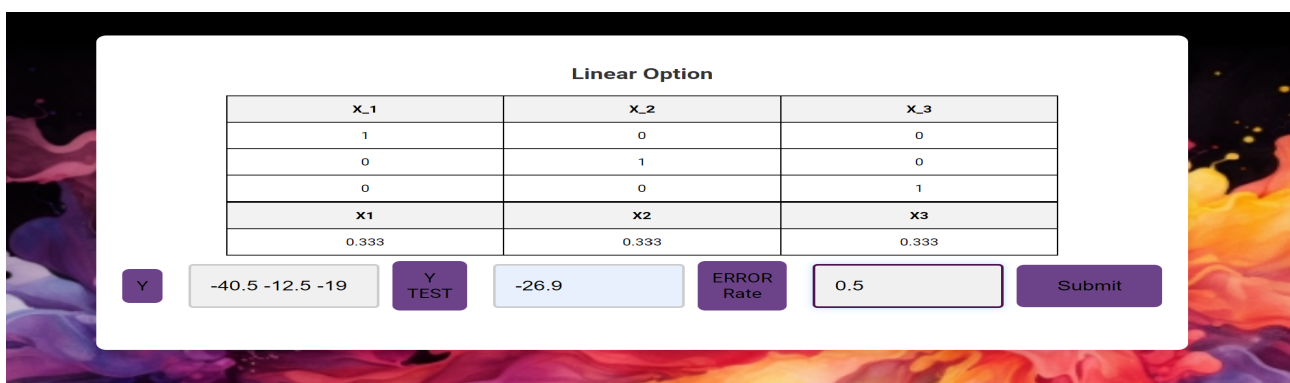 Linear Option
X_1 X_2 X_3
1 0 0
0 1 0
0 0 1
X1 X2 X3
0.333 0.333 0.333
Y -40.5 -12.5 -19 Y TEST -26.9 ERROR Rate 0.5 Submit